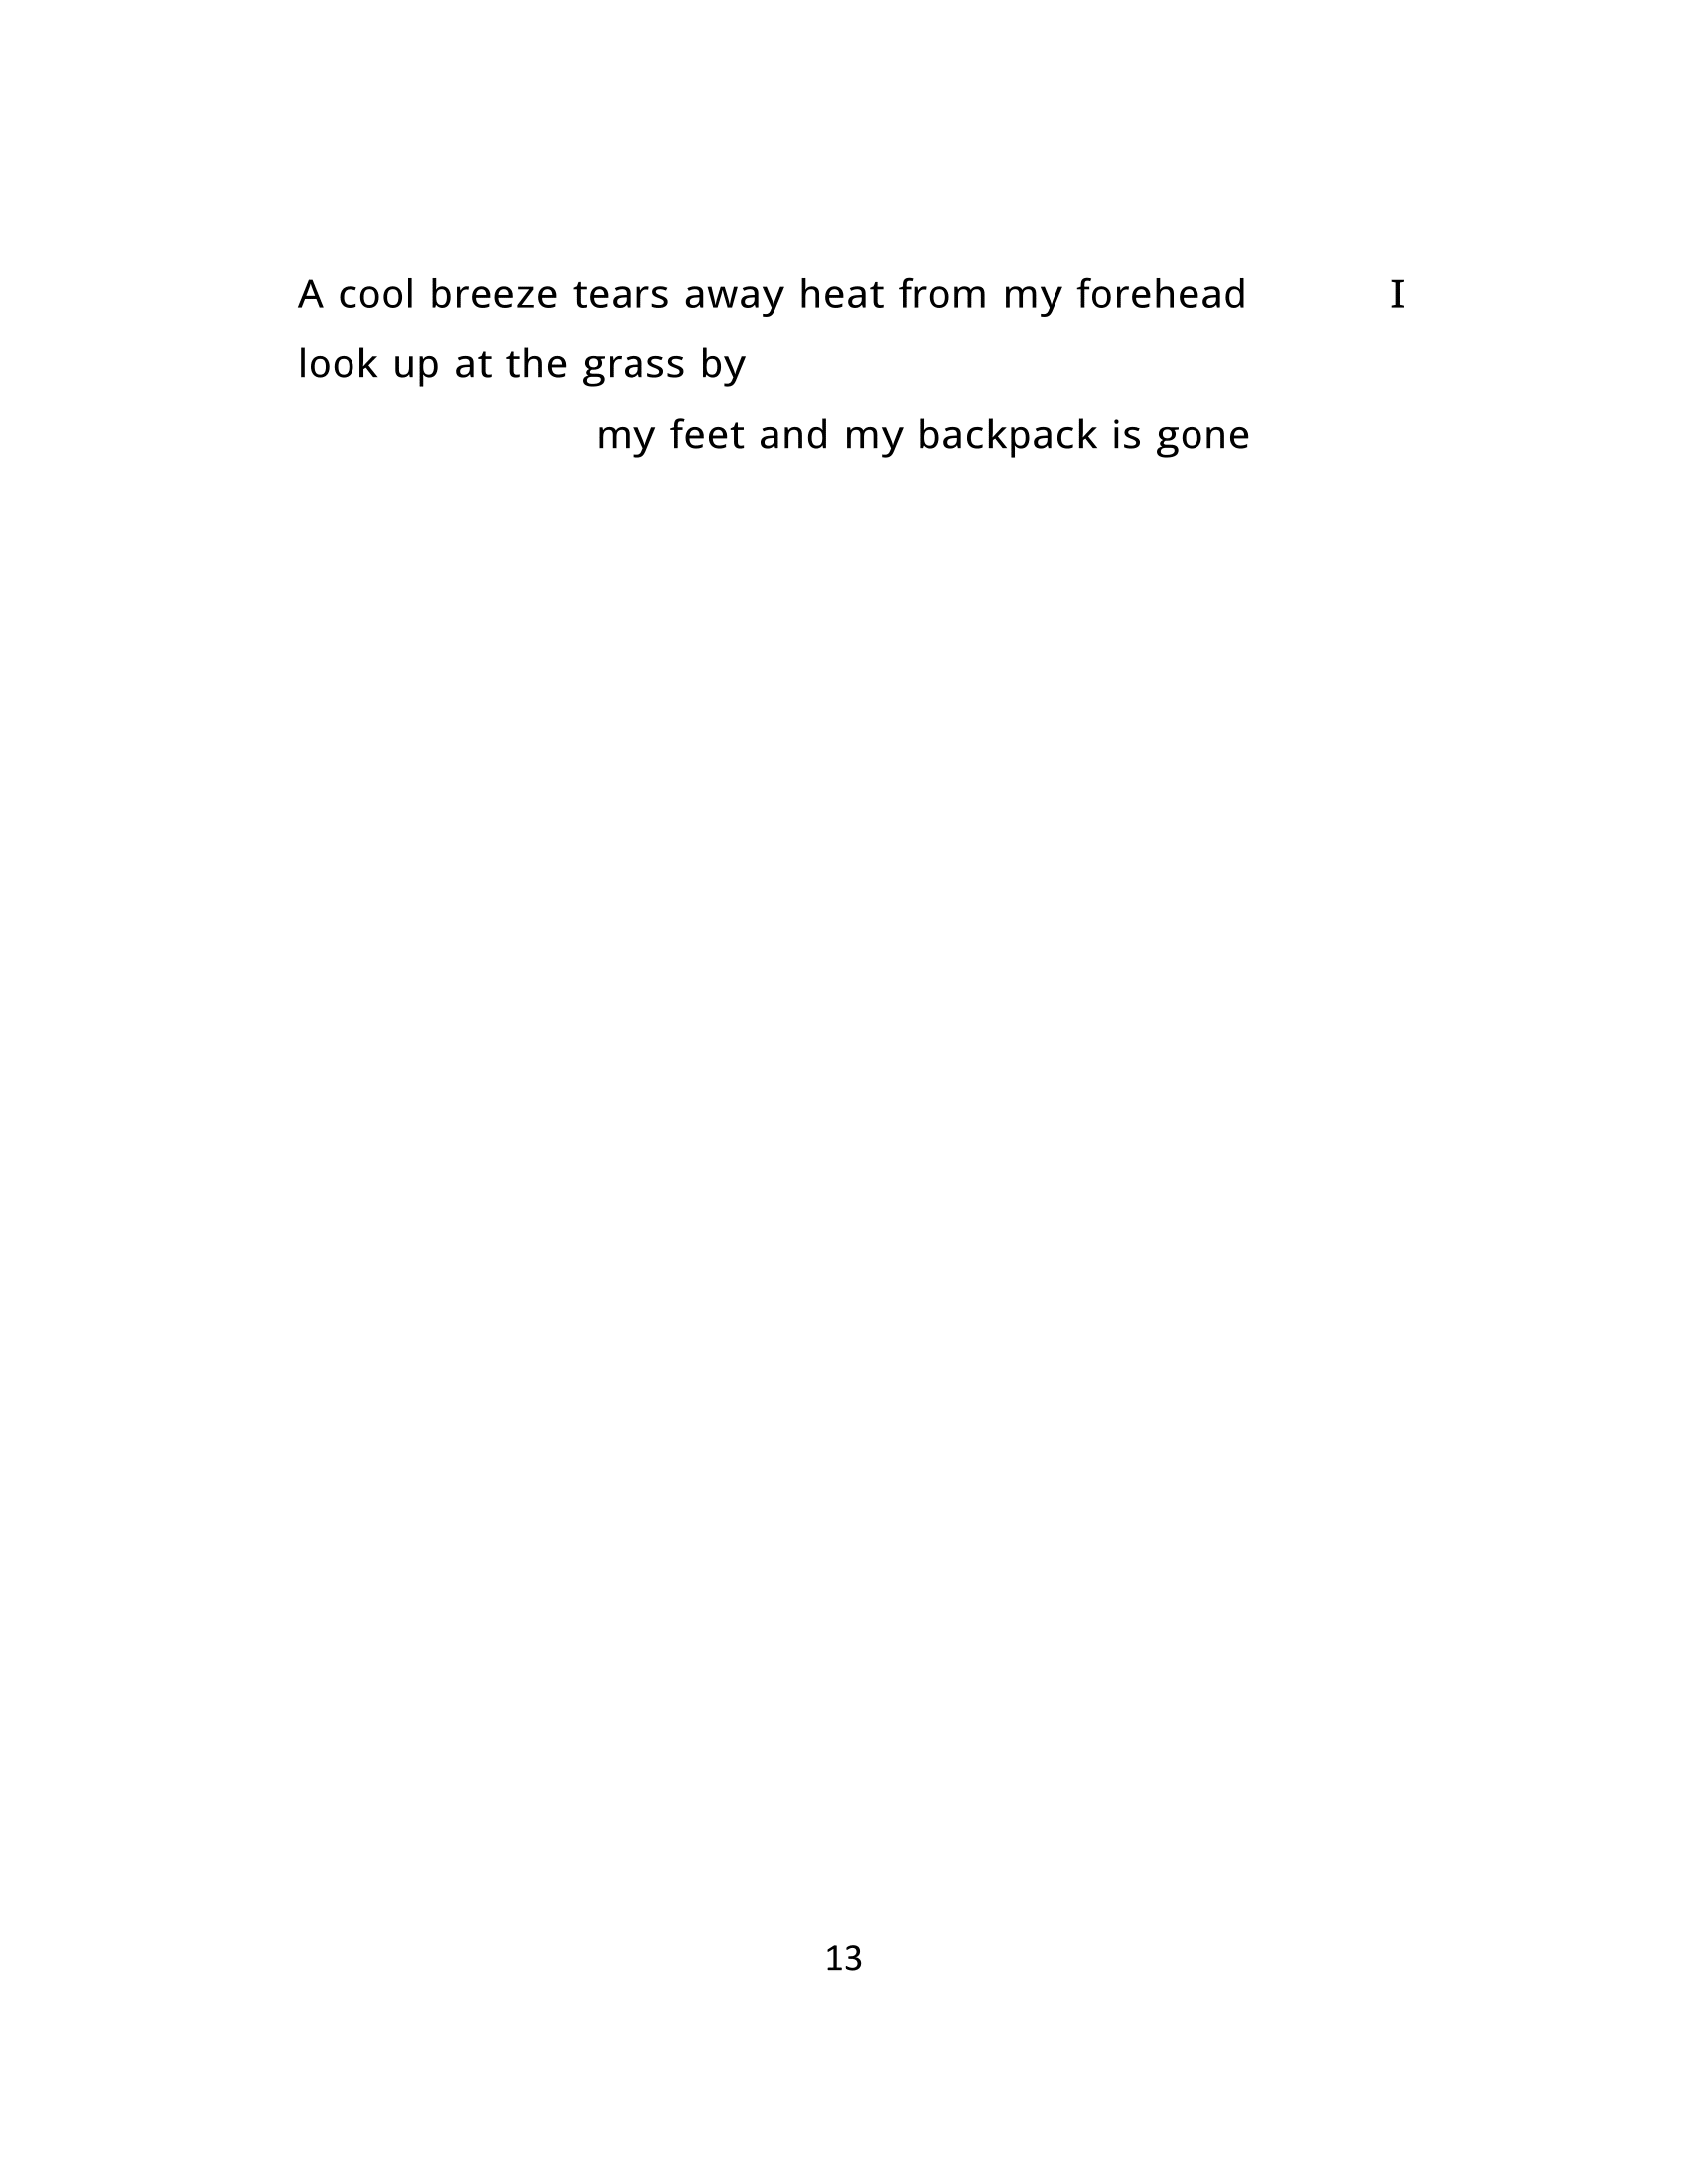 A cool breeze tears away heat from my forehead I
look up at the grass by
my feet and my backpack is gone
13